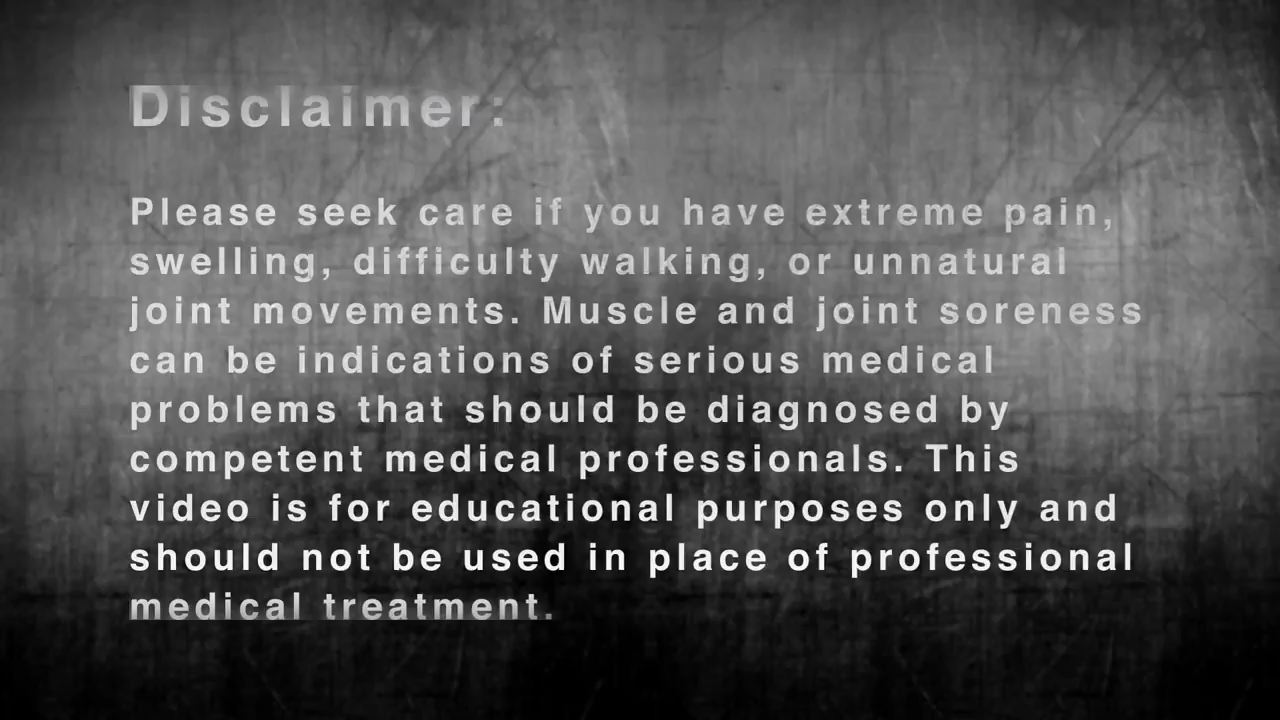 Disclaimer:
Please seek care if you have extreme pain,
swelling, difficulty walking, or unnatural
joint movements. Muscle and joint soreness
can be indications of serious medical
problems that should be diagnosed by
competent medical professionals. This
video is for educational purposes only and
should not be used in place of professional
medical treatment.